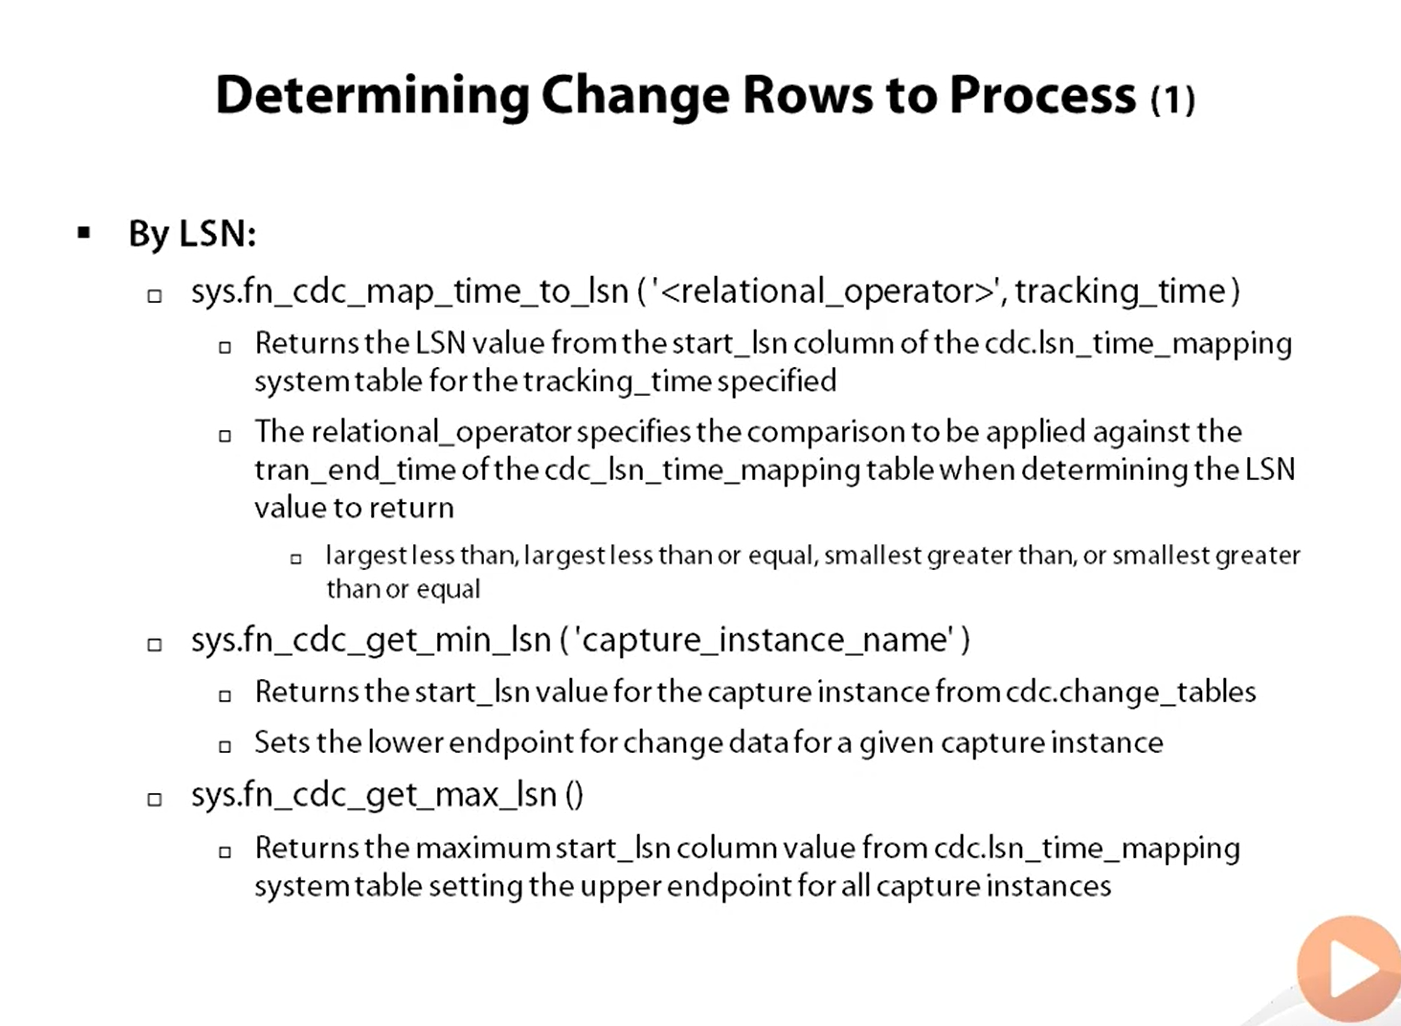 Determining Change Rows to Process (1)
By LSN:
sys.fn_cdc_map_time_to_lsn ( '<relational_operator>', tracking_time )
Returns the LSN value from the start_lsn column of the cdc.lsn_time_mapping
system table for the tracking_time specified
The relational_operator specifies the comparison to be applied against the
tran_end_time of the cdc_lsn_time_mapping table when determining the LSN
value to return
largest less than, largest less than or equal, smallest greater than, or smallest greater
than or equal
sys.fn_cdc_get_min_lsn ( 'capture_instance_name' )
Returns the start_lsn value for the capture instance from cdc.change_tables
Sets the lower endpoint for change data for a given capture instance
sys.fn_cdc_get_max_lsn ()
Returns the maximum start_lsn column value from cdc.lsn_time_mapping
system table setting the upper endpoint for all capture instances